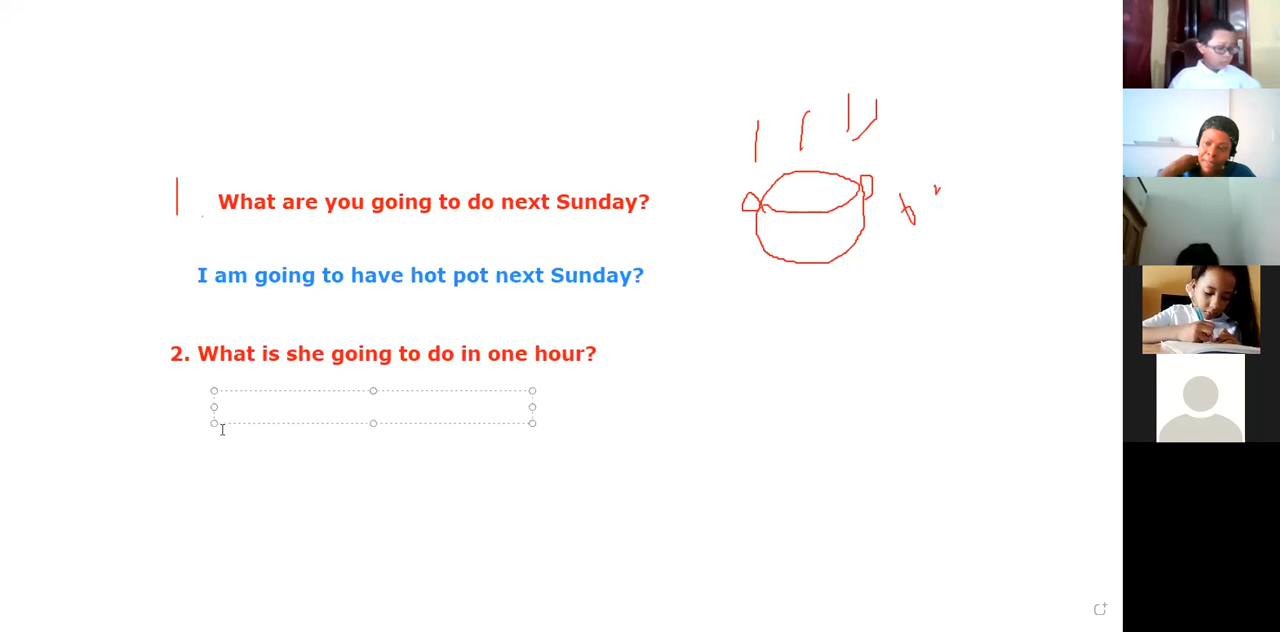 1. What are you going to do next Sunday?
I am going to have hot pot next Sunday?
2. What is she going to do in one hour?